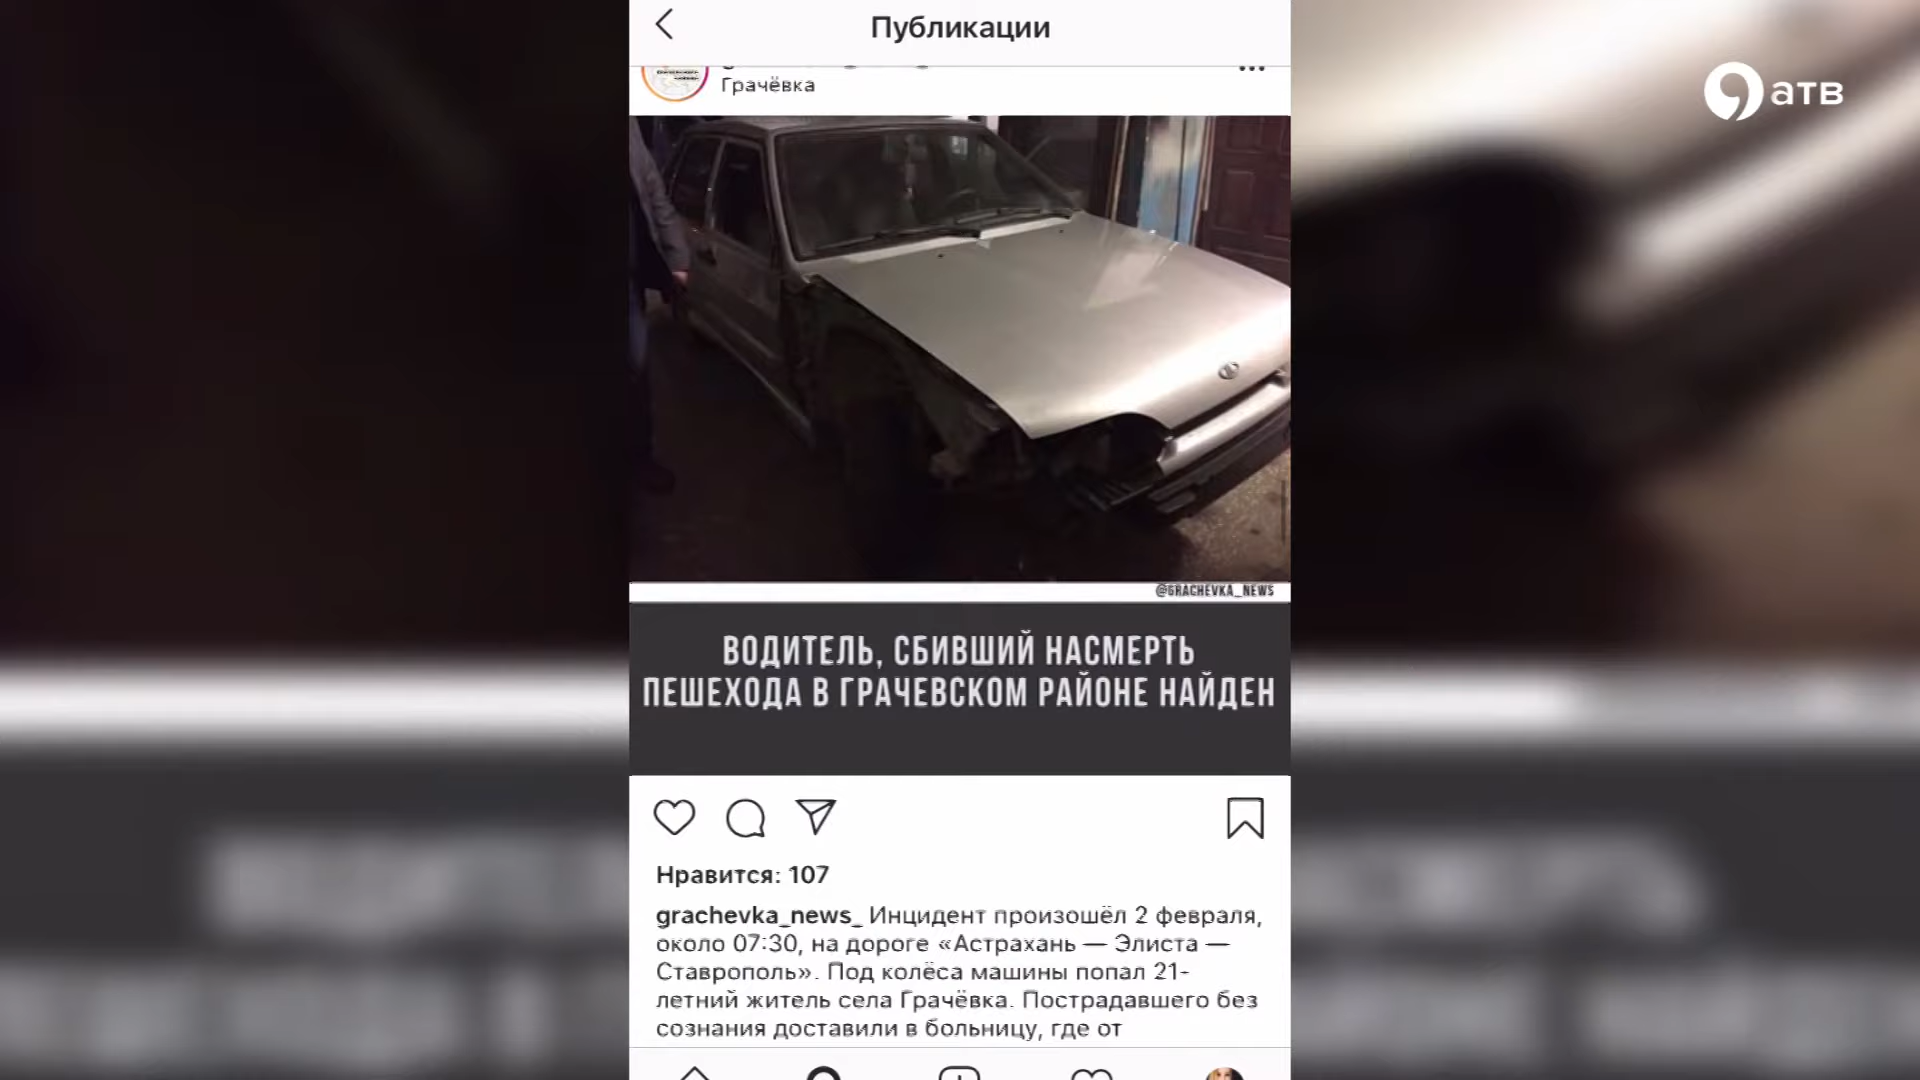 Публикации
9 атв
Грачёвка
@GRACHEVKA_NEWS
ВОДИТЕЛЬ, СБИВШИЙ НАСМЕРТЬ
ПЕШЕХОДА В ГРАЧЕВСКОМ РАЙОНЕ НАЙДЕН
Нравится: 107
grachevka_news_ Инцидент произошёл 2 февраля,
около 07:30, на дороге «Астрахань — Элиста —
Ставрополь». Под колёса машины попал 21-
летний житель села Грачёвка. Пострадавшего без
сознания доставили в больницу, где от